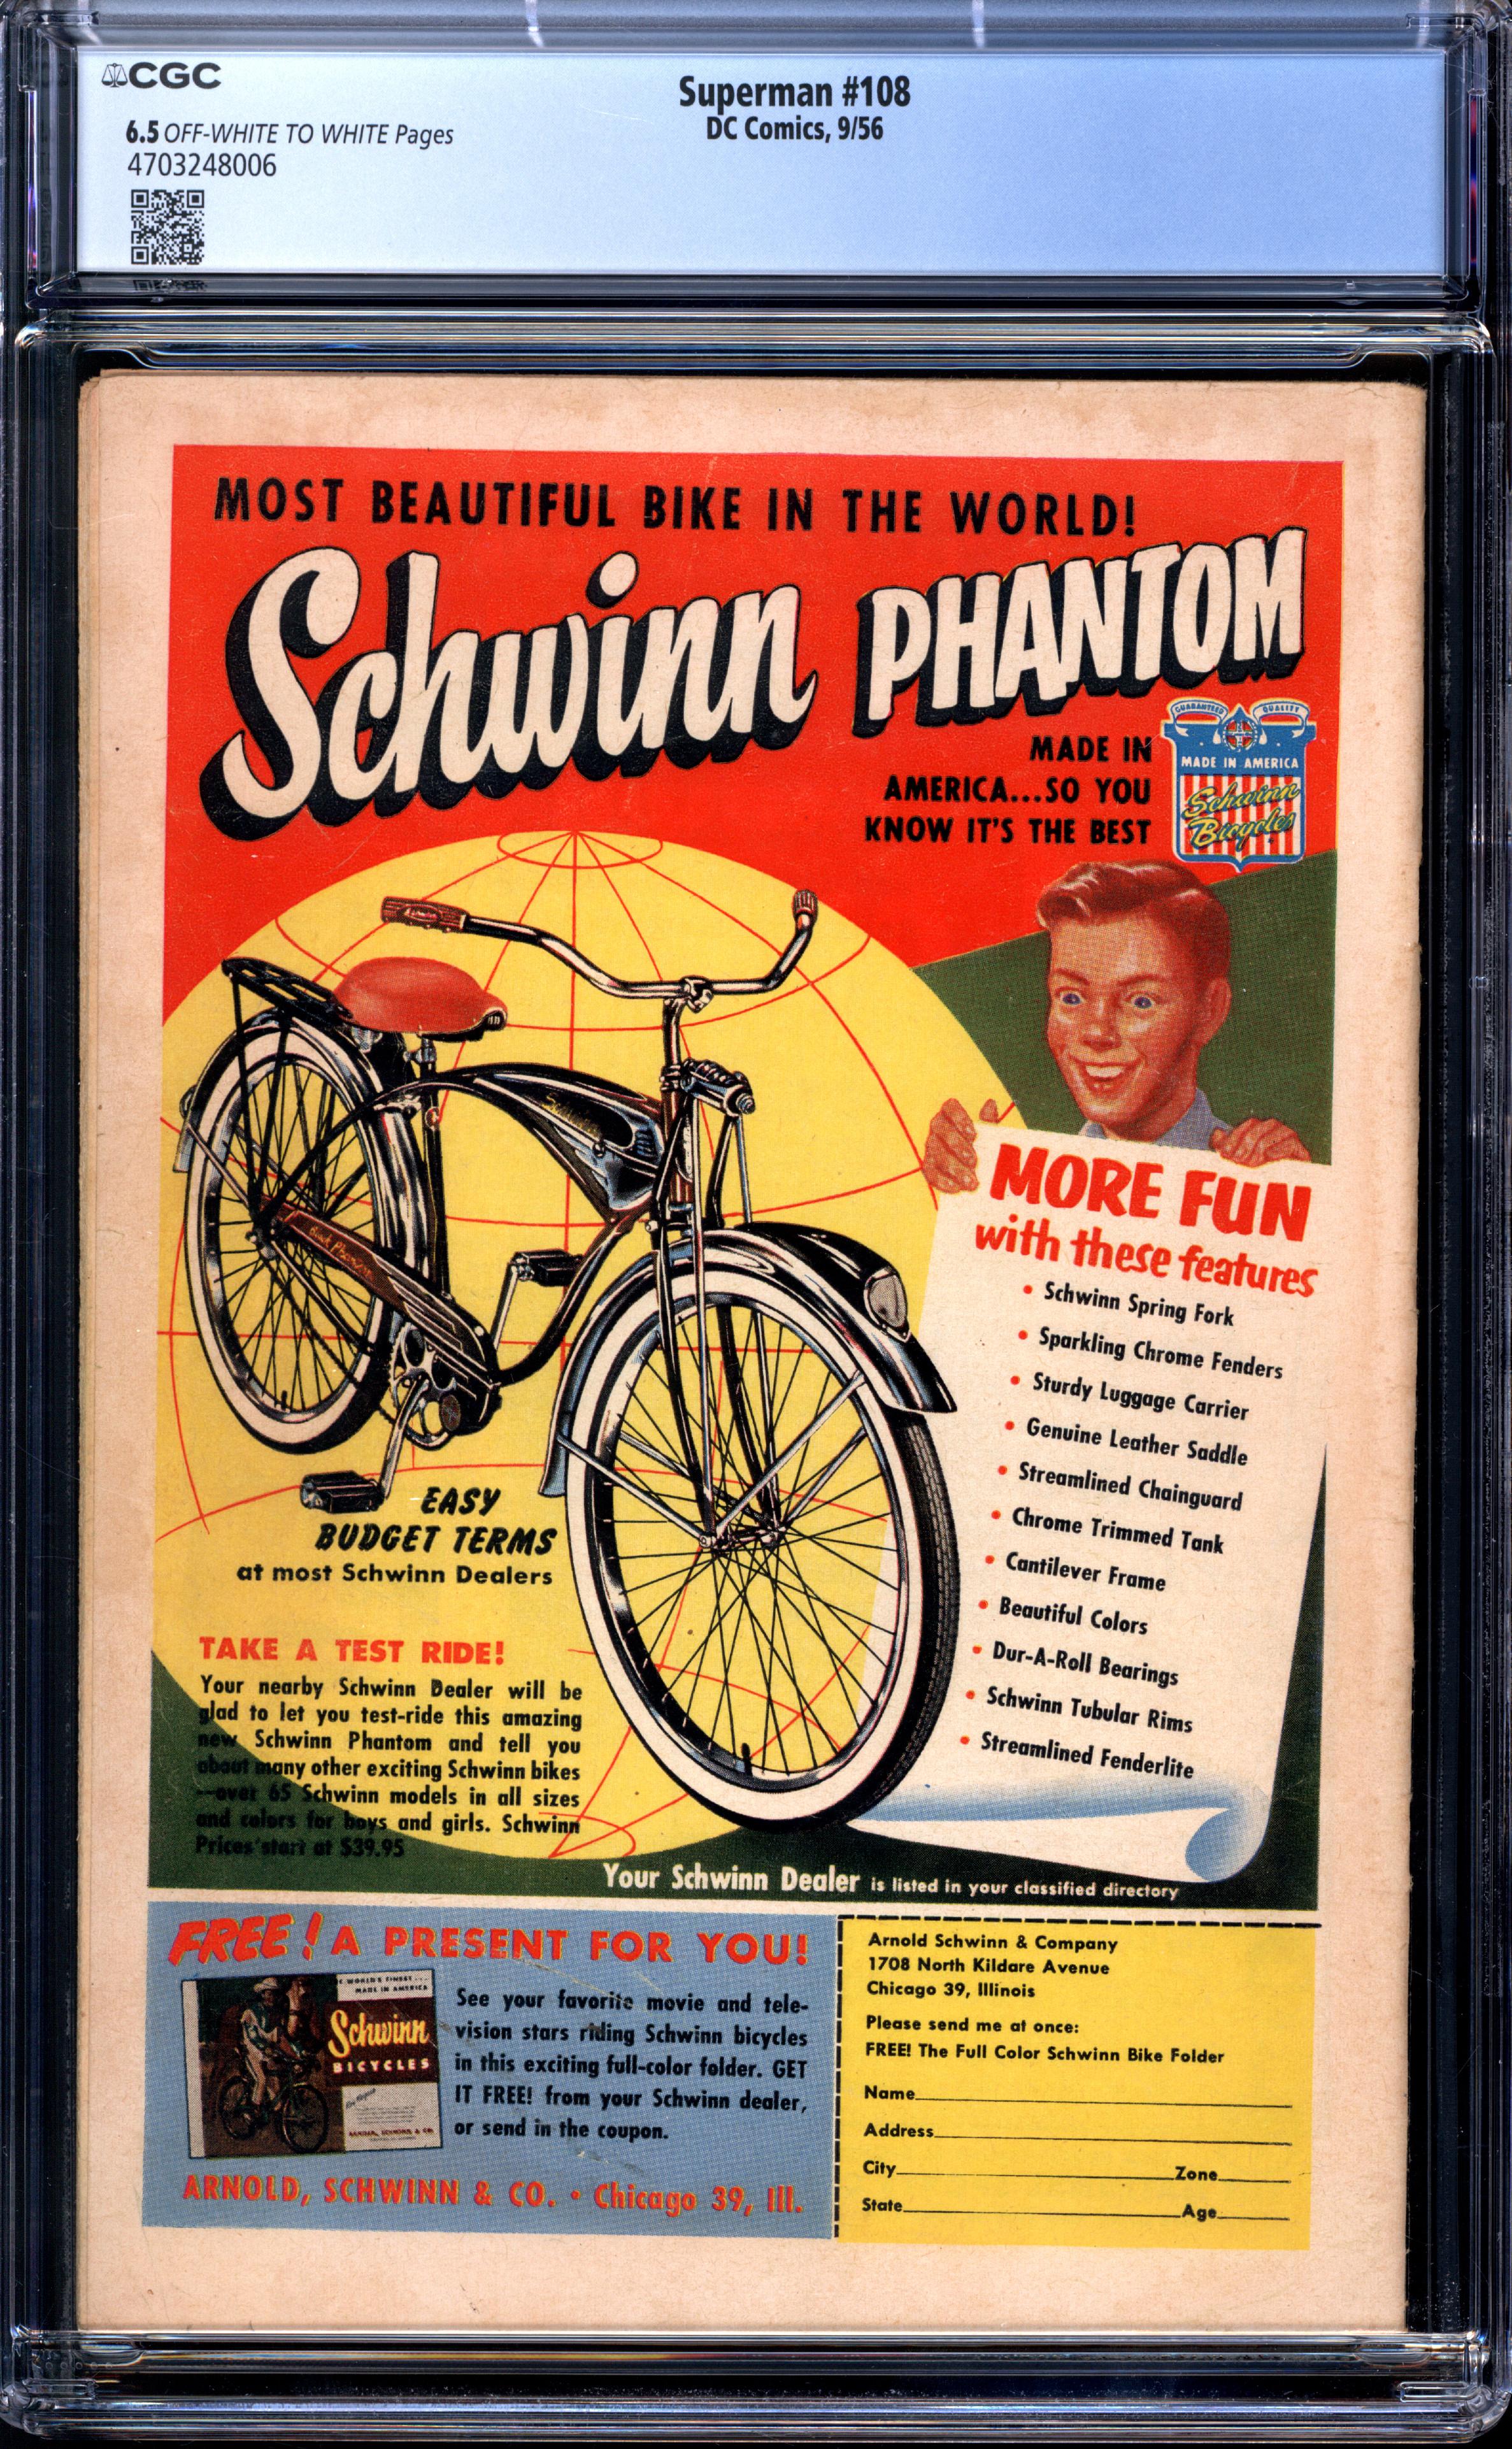 CGC
Superman #108
DC Comics, 9/56
6.5 OFF-WHITE TO WHITE Pages
4703248006
MOST BEAUTIFUL BIKE IN THE WORLD!
Schwinn PHANTOM
MADE IN
AMERICA...SO YOU
KNOW IT'S THE BEST
GUARANTEED QUALITY
MADE IN AMERICA
Schwinn
Bicycles
MORE FUN
with these features
• Schwinn Spring Fork
• Sparkling Chrome Fenders
• Sturdy Luggage Carrier
• Genuine Leather Saddle
• Streamlined Chainguard
• Chrome Trimmed Tank
• Cantilever Frame
• Beautiful Colors
• Dur-A-Roll Bearings
• Schwinn Tubular Rims
• Streamlined Fenderlite
Black Phantom
EASY
BUDGET TERMS
at most Schwinn Dealers
TAKE A TEST RIDE!
Your nearby Schwinn Dealer will be
glad to let you test-ride this amazing
new Schwinn Phantom and tell you
about many other exciting Schwinn bikes
—over 65 Schwinn models in all sizes
and colors for boys and girls. Schwinn
Prices start at $39.95
Your Schwinn Dealer is listed in your classified directory
FREE! A PRESENT FOR YOU!
WORLD'S FINEST...
MADE IN AMERICA
Schwinn
BICYCLES
ARNOLD, SCHWINN & CO.
See your favorite movie and tele-
vision stars riding Schwinn bicycles
in this exciting full-color folder. GET
IT FREE! from your Schwinn dealer,
or send in the coupon.
ARNOLD, SCHWINN & CO. • Chicago 39, Ill.
Arnold Schwinn & Company
1708 North Kildare Avenue
Chicago 39, Illinois
Please send me at once:
FREE! The Full Color Schwinn Bike Folder
Name
Address
City Zone
State Age